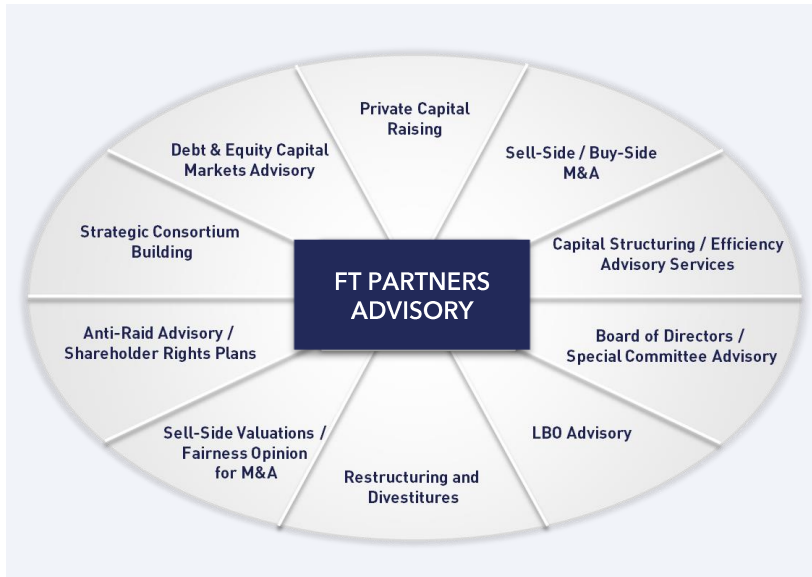 Private Capital
Raising
Debt & Equity Capital
Markets Advisory
Sell-Side / Buy-Side
M&A
Strategic Consortium
Building
Capital Structuring / Efficiency
Advisory Services
FT PARTNERS
ADVISORY
Anti-Raid Advisory /
Shareholder Rights Plans
Board of Directors /
Special Committee Advisory
Sell-Side Valuations /
Fairness Opinion
for M&A
LBO Advisory
Restructuring and
Divestitures